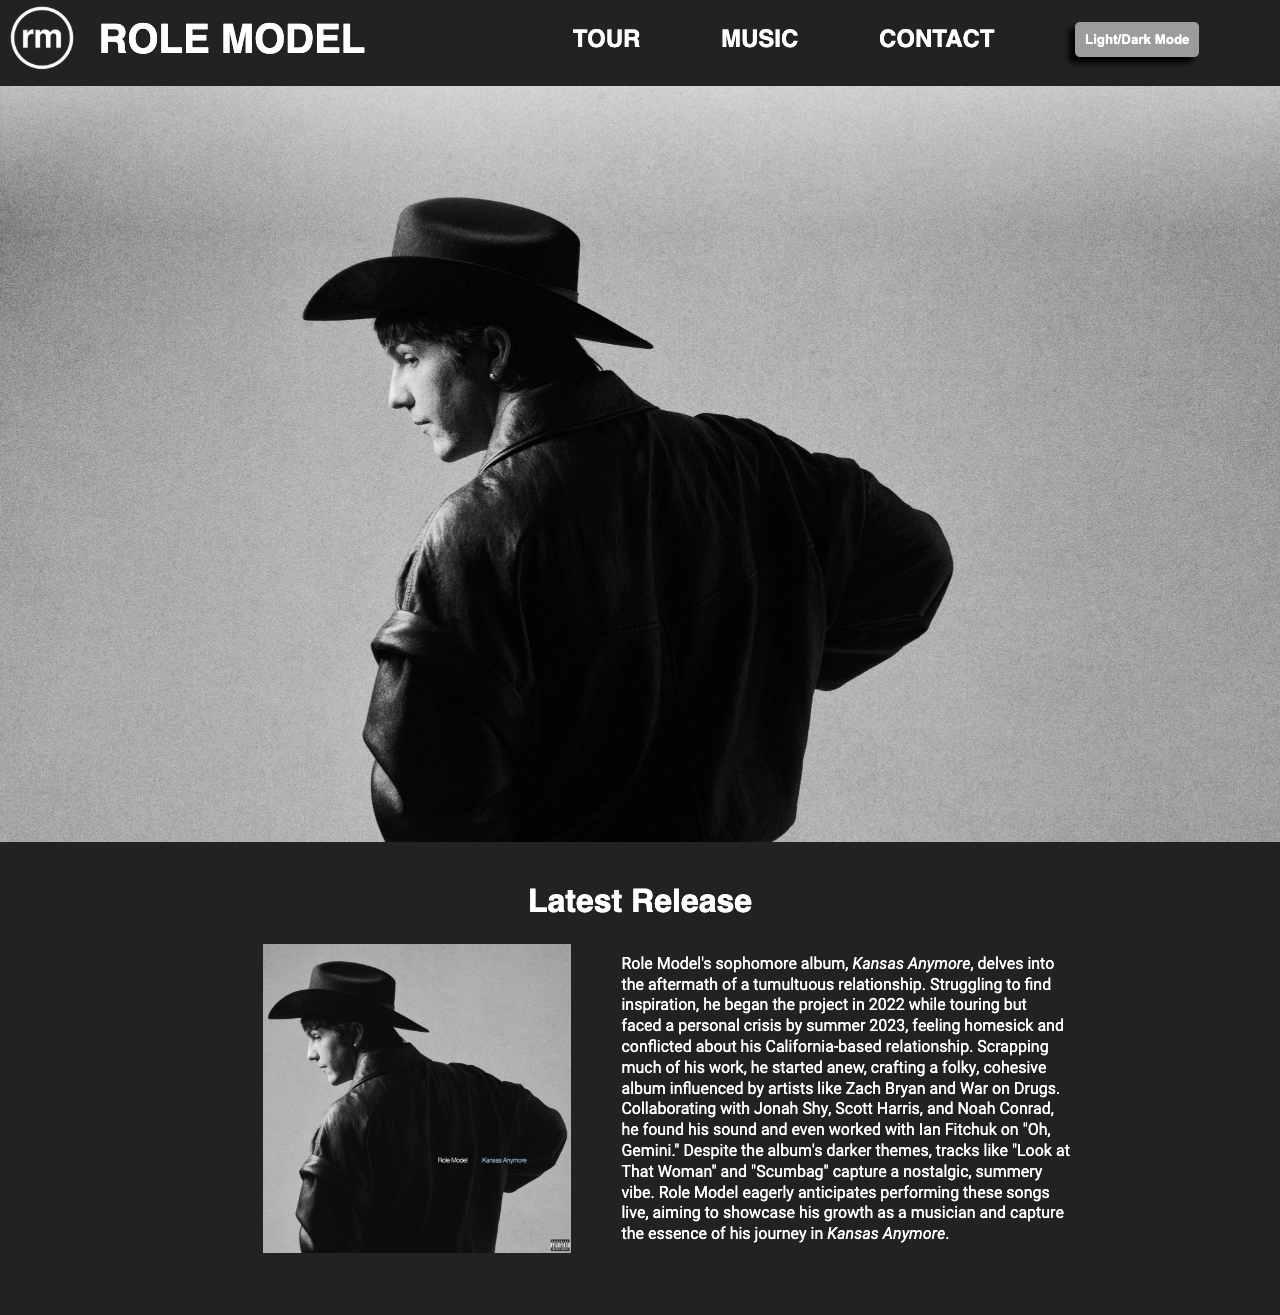 rm
ROLE MODEL
TOUR
MUSIC
CONTACT
Light/Dark Mode
Latest Release
Role Model's sophomore album, Kansas Anymore, delves into
the aftermath of a tumultuous relationship. Struggling to find
inspiration, he began the project in 2022 while touring but
faced a personal crisis by summer 2023, feeling homesick and
conflicted about his California-based relationship. Scrapping
much of his work, he started anew, crafting a folky, cohesive
album influenced by artists like Zach Bryan and War on Drugs.
Collaborating with Jonah Shy, Scott Harris, and Noah Conrad,
he found his sound and even worked with Ian Fitchuk on "Oh,
Gemini." Despite the album's darker themes, tracks like "Look at
That Woman" and "Scumbag" capture a nostalgic, summery
vibe. Role Model eagerly anticipates performing these songs
live, aiming to showcase his growth as a musician and capture
the essence of his journey in Kansas Anymore.
Role Model Kansas Anymore